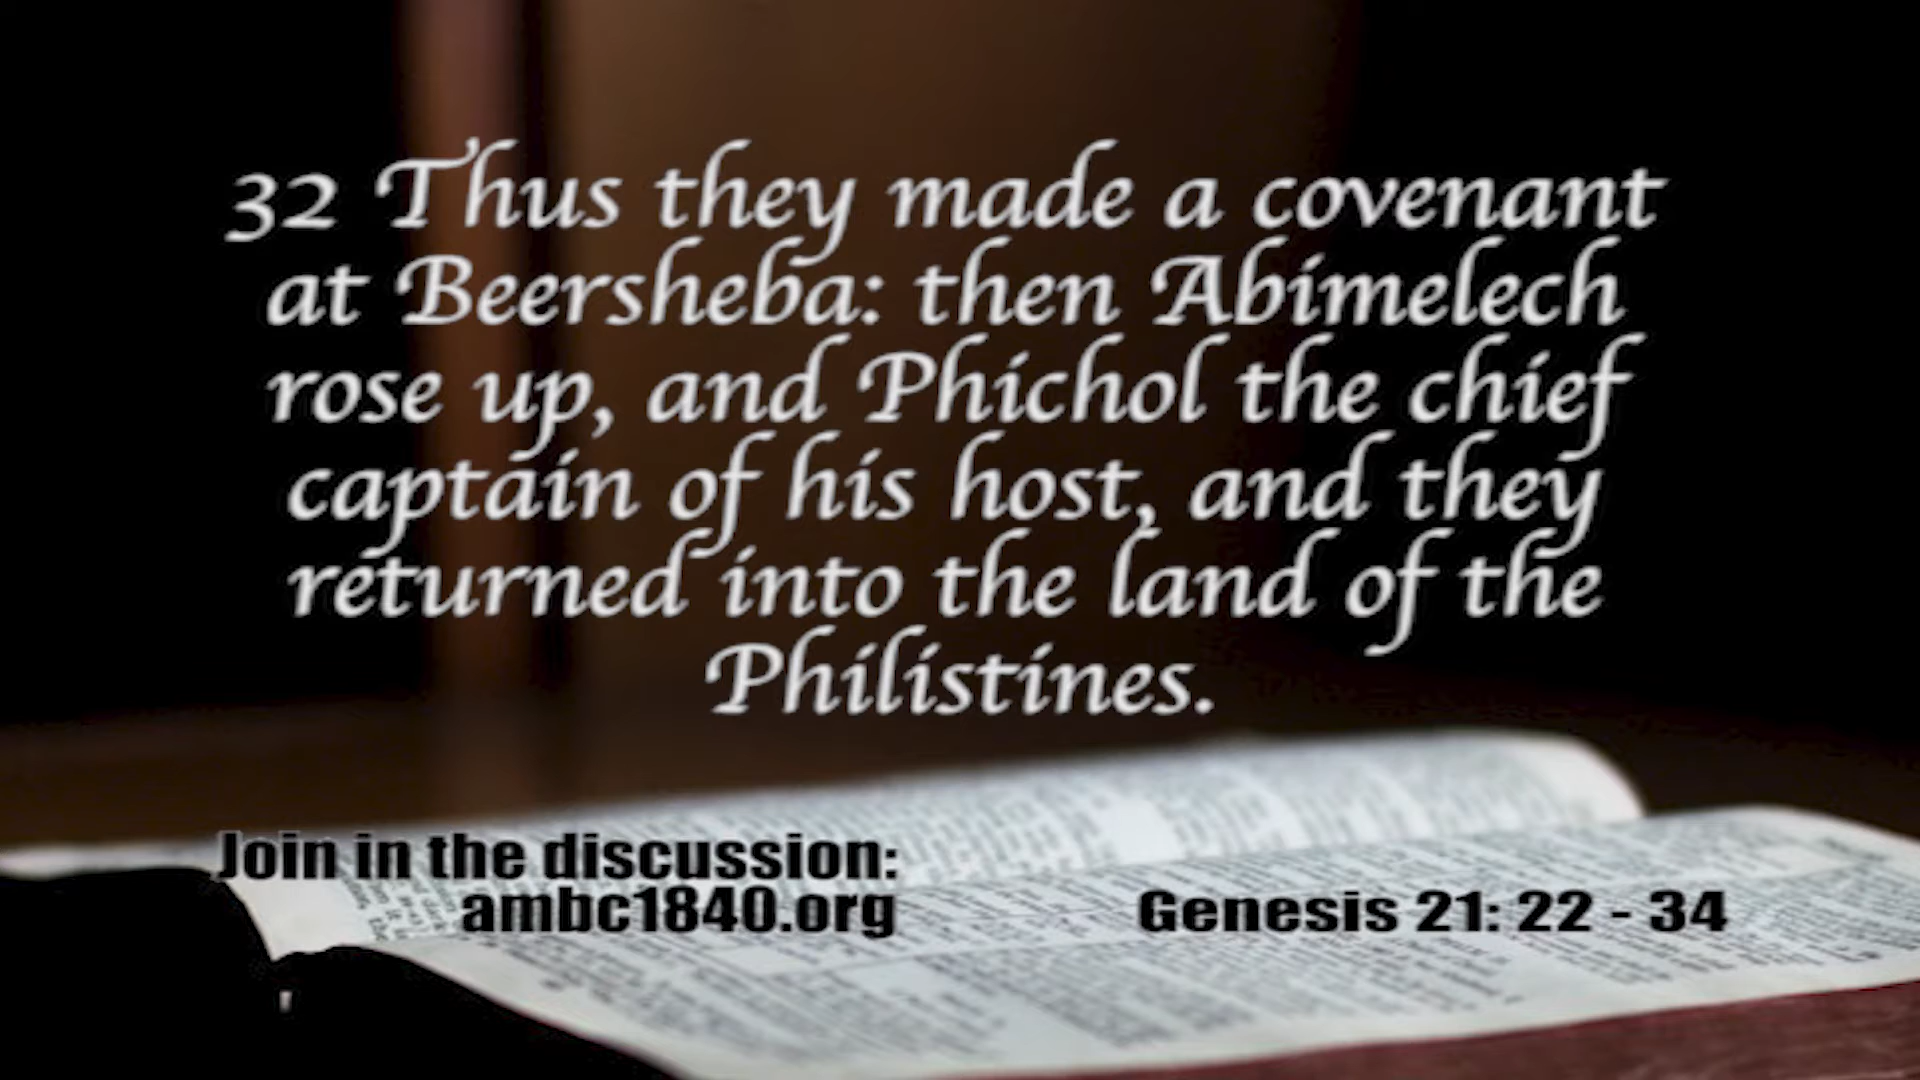 32 Thus they made a covenant
at Beersheba: then Abimelech
rose up, and Phichol the chief
captain of his host, and they
returned into the land of the
Philistines.
Join in the discussion:
ambc1840.org
Genesis 21: 22 - 34